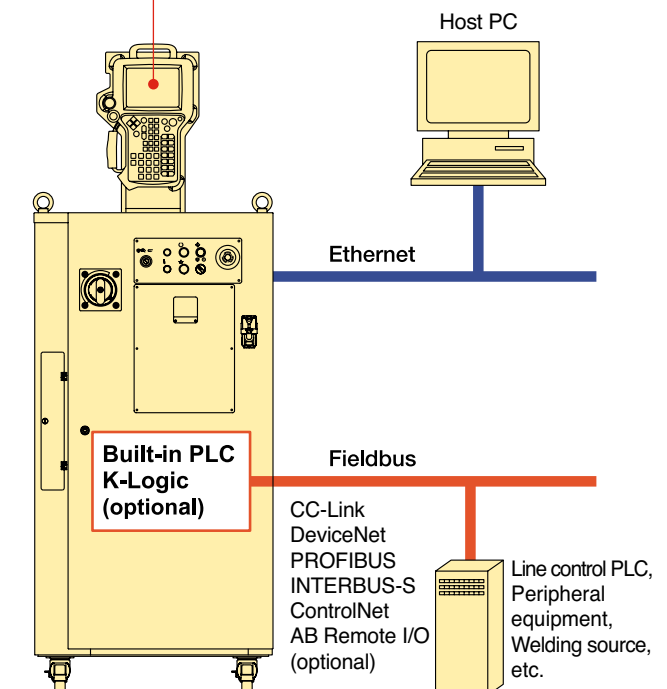 Host PC
Ethernet
Built-in PLC
K-Logic
(optional)
Fieldbus
CC-Link
DeviceNet
PROFIBUS
INTERBUS-S
ControlNet
AB Remote I/O
(optional)
Line control PLC,
Peripheral
equipment,
Welding source,
etc.